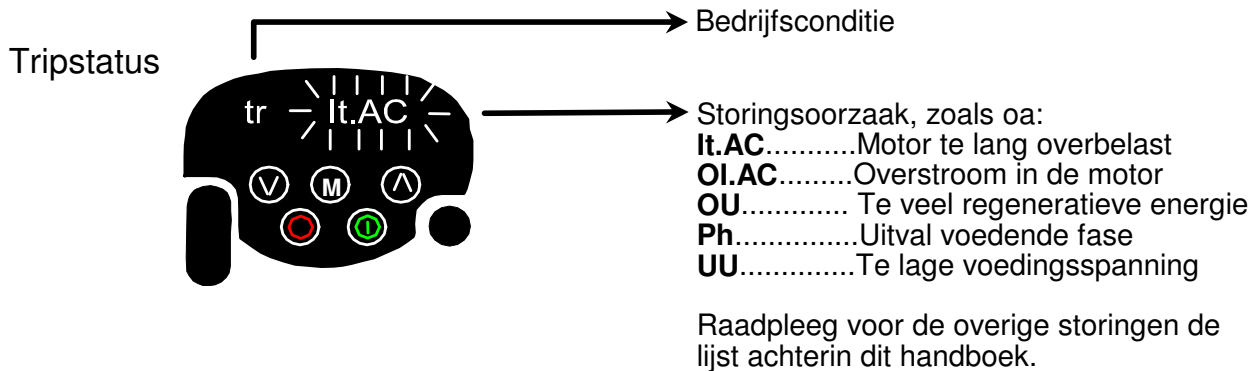 Bedrijfsconditie
Tripstatus
tr It.AC
Storingsoorzaak, zoals oa:
It.AC...........Motor te lang overbelast
OI.AC.........Overstroom in de motor
OU............. Te veel regeneratieve energie
Ph...............Uitval voedende fase
UU..............Te lage voedingsspanning
M
Raadpleeg voor de overige storingen de
lijst achterin dit handboek.